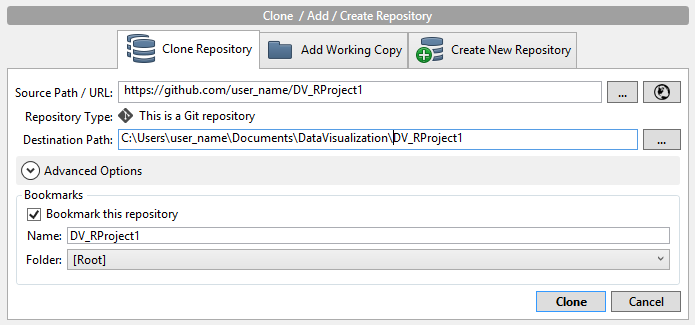 Clone / Add / Create Repository
Clone Repository Add Working Copy Create New Repository
Source Path / URL: https://github.com/user_name/DV_RProject1 ...
Repository Type: This is a Git repository
Destination Path: C:\Users\user_name\Documents\DataVisualization\DV_RProject1 ...
Advanced Options
Bookmarks
Bookmark this repository
Name: DV_RProject1
Folder: [Root]
Clone Cancel